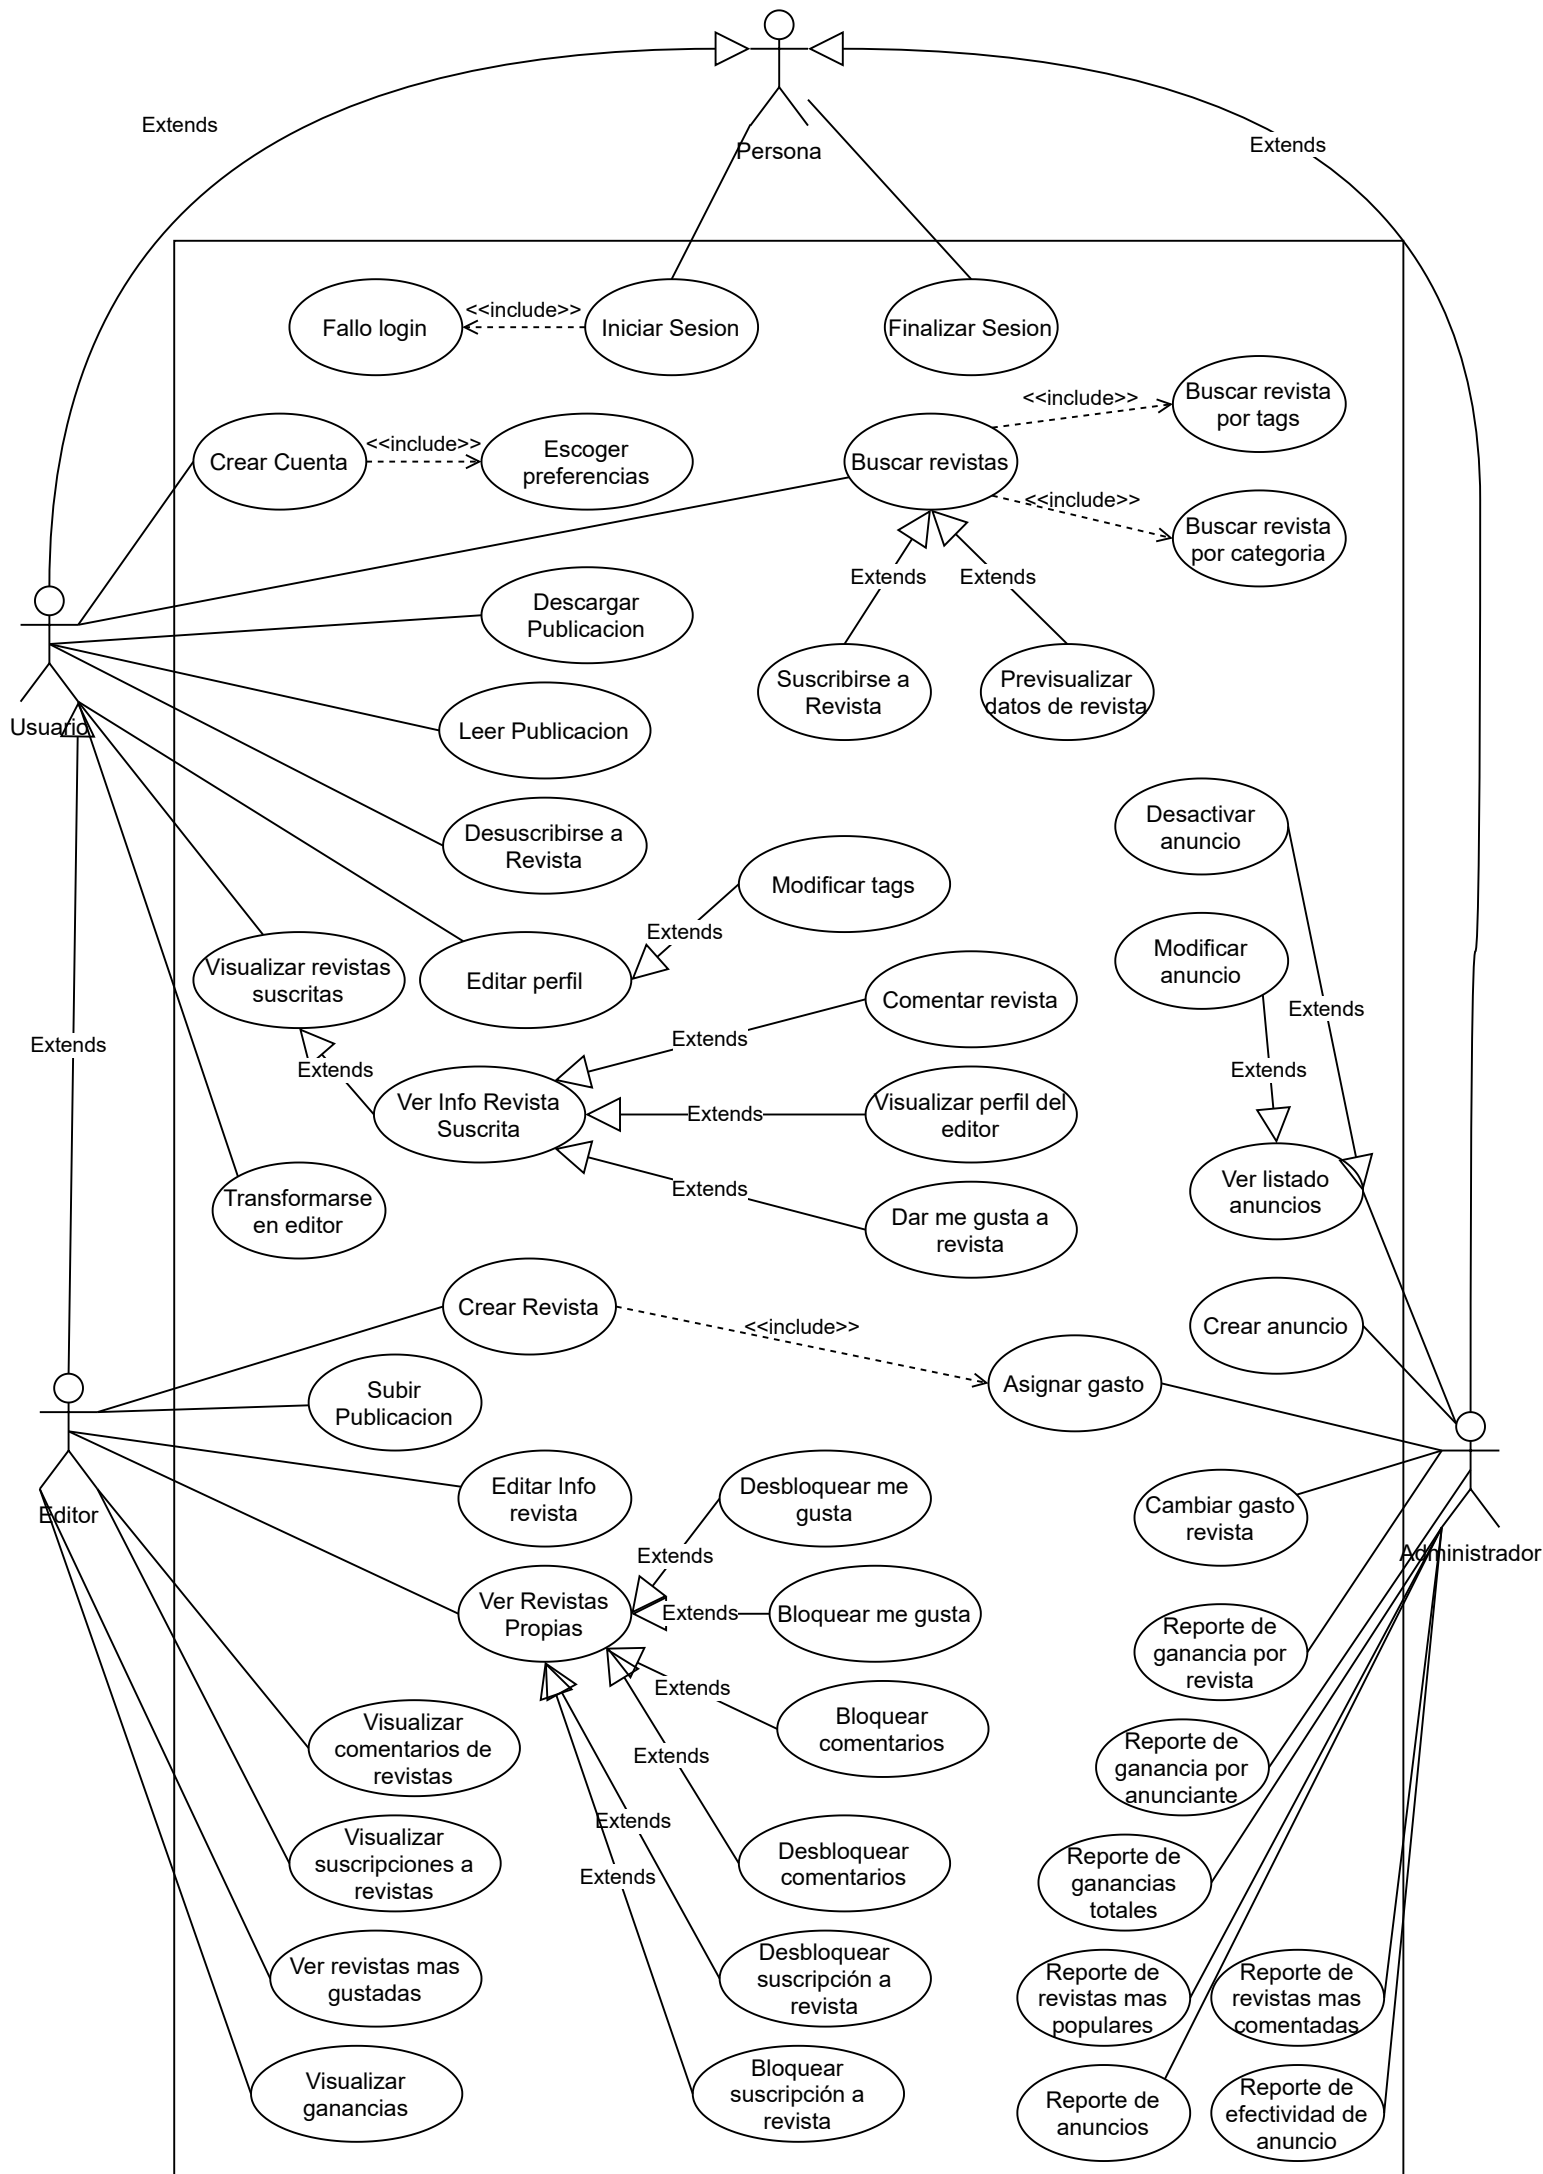 Extends
Persona
Extends
Fallo login
<<include>>
Iniciar Sesion
Finalizar Sesion
Crear Cuenta
<<include>>
Escoger
preferencias
Buscar revistas
<<include>>
Buscar revista
por tags
<<include>>
Buscar revista
por categoria
Extends
Extends
Descargar
Publicacion
Suscribirse a
Revista
Previsualizar
datos de revista
Usuario
Leer Publicacion
Desuscribirse a
Revista
Desactivar
anuncio
Modificar tags
Extends
Visualizar revistas
suscritas
Editar perfil
Modificar
anuncio
Comentar revista
Extends
Extends
Extends
Extends
Extends
Ver Info Revista
Suscrita
Extends
Visualizar perfil del
editor
Extends
Dar me gusta a
revista
Ver listado
anuncios
Transformarse
en editor
Crear Revista
<<include>>
Crear anuncio
Asignar gasto
Subir
Publicacion
Editor
Editar Info
revista
Desbloquear me
gusta
Cambiar gasto
revista
Administrador
Extends
Ver Revistas
Propias
Extends
Bloquear me gusta
Reporte de
ganancia por
revista
Extends
Bloquear
comentarios
Visualizar
comentarios de
revistas
Extends
Reporte de
ganancia por
anunciante
Extends
Visualizar
suscripciones a
revistas
Extends
Desbloquear
comentarios
Reporte de
ganancias
totales
Ver revistas mas
gustadas
Desbloquear
suscripción a
revista
Reporte de
revistas mas
populares
Reporte de
revistas mas
comentadas
Visualizar
ganancias
Bloquear
suscripción a
revista
Reporte de
anuncios
Reporte de
efectividad de
anuncio